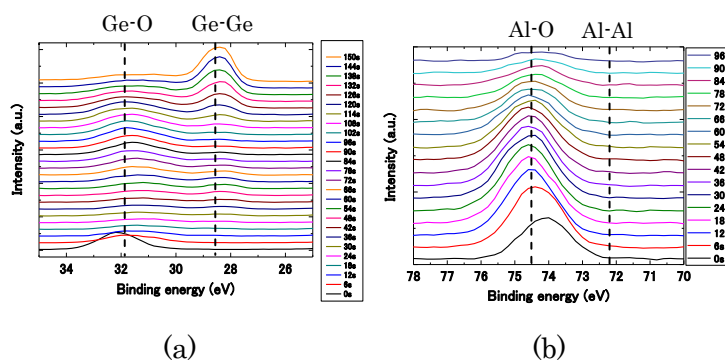 Ge-O
Ge-Ge
Intensity (a.u.)
34
32
30
28
26
Binding energy (eV)
150s
144s
138s
132s
126s
120s
114s
108s
102s
96s
90s
84s
78s
72s
66s
60s
54s
48s
42s
36s
30s
24s
18s
12s
6s
0s
(a)
Al-O
Al-Al
Intensity (a.u.)
78
77
76
75
74
73
72
71
70
Binding energy (eV)
96
90
84
78
72
66
60
54
48
42
36
30
24
18
12
6s
0s
(b)